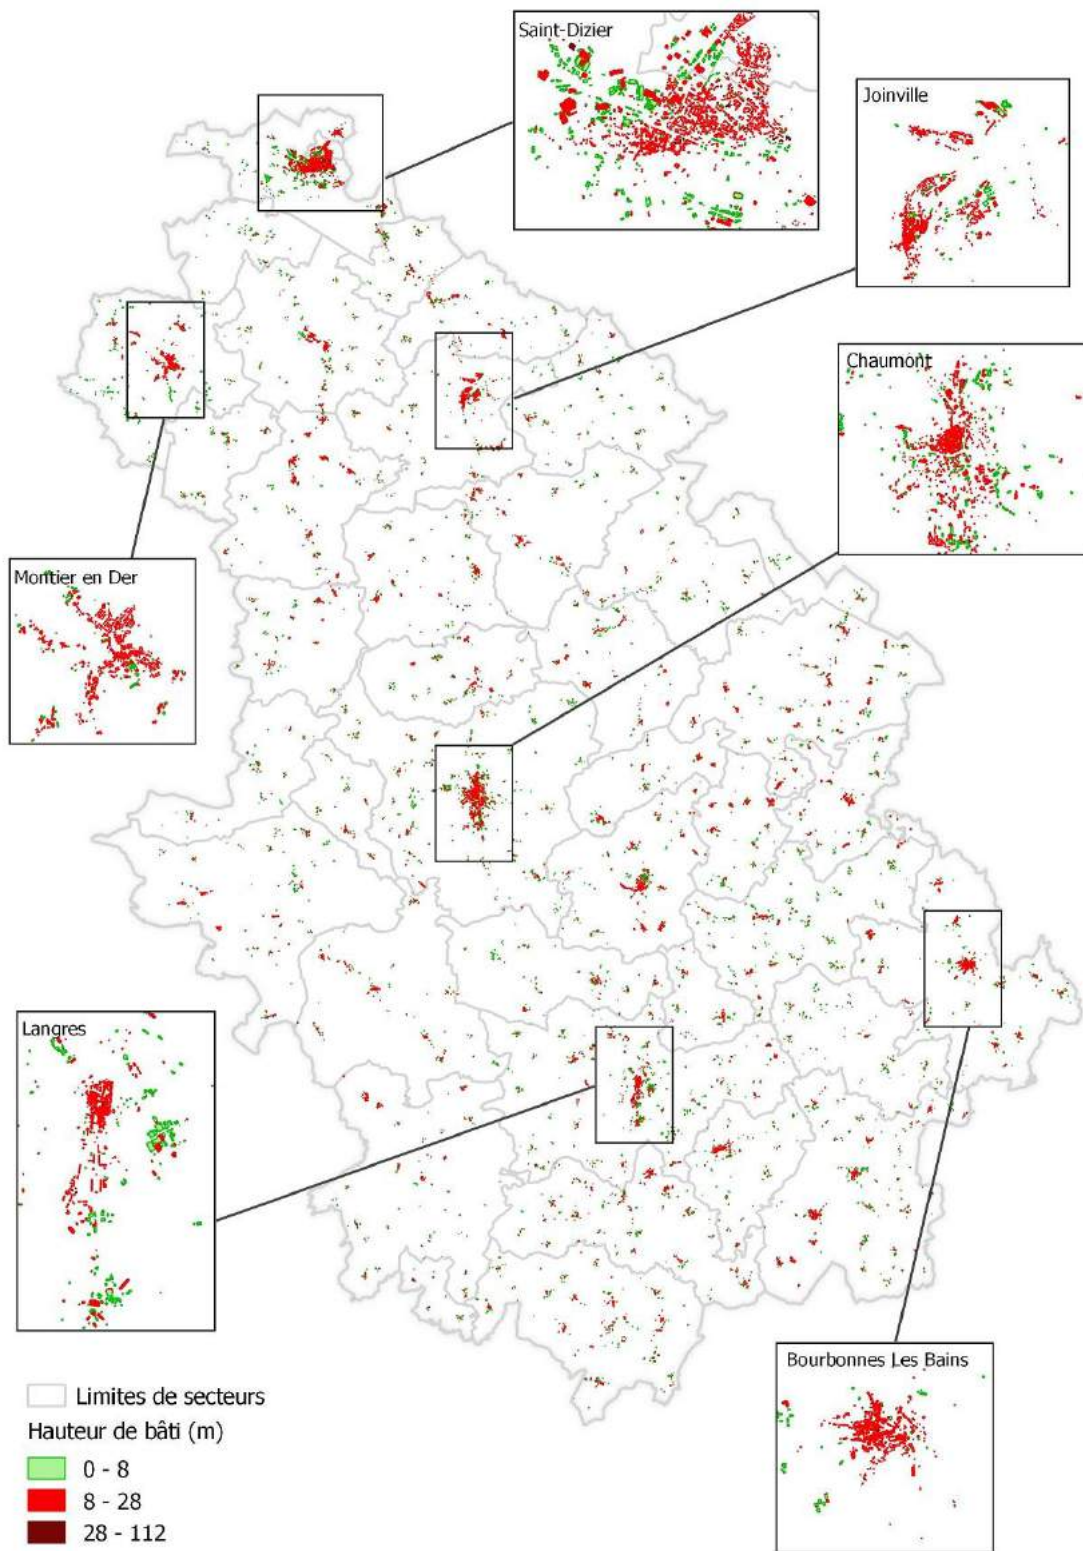 Saint-Dizier
Joinville
Chaumont
Montier en Der
Langres
Bourbonnes Les Bains
Limites de secteurs
Hauteur de bâti (m)
0 - 8
8 - 28
28 - 112